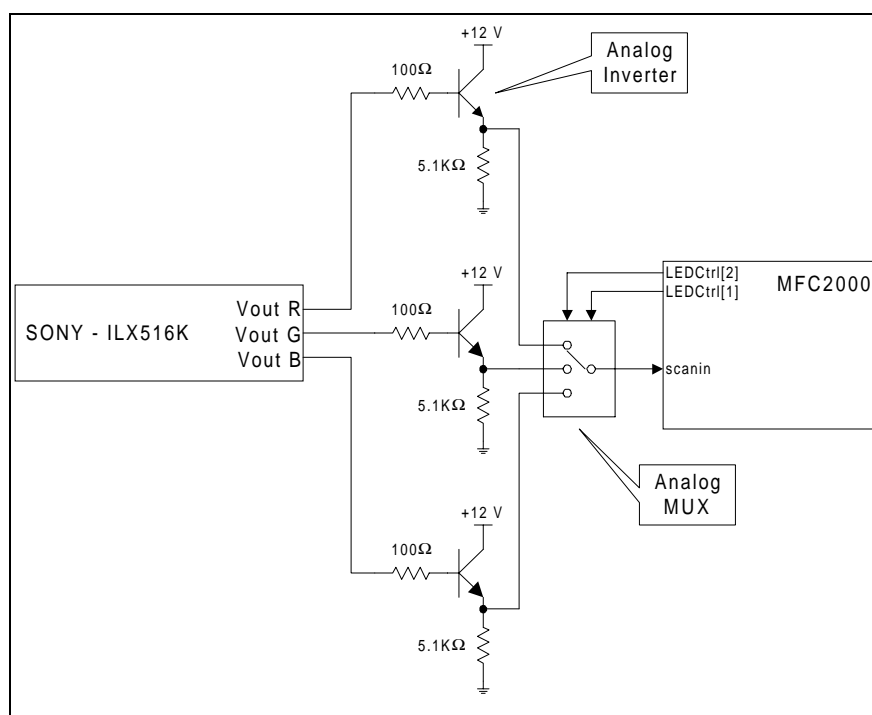 +12 V
Analog
Inverter
100Ω
5.1KΩ
+12 V
LEDCtrl[2]
MFC2000
LEDCtrl[1]
Vout R
100Ω
SONY - ILX516K
Vout G
Vout B
scanin
5.1KΩ
Analog
MUX
+12 V
100Ω
5.1KΩ